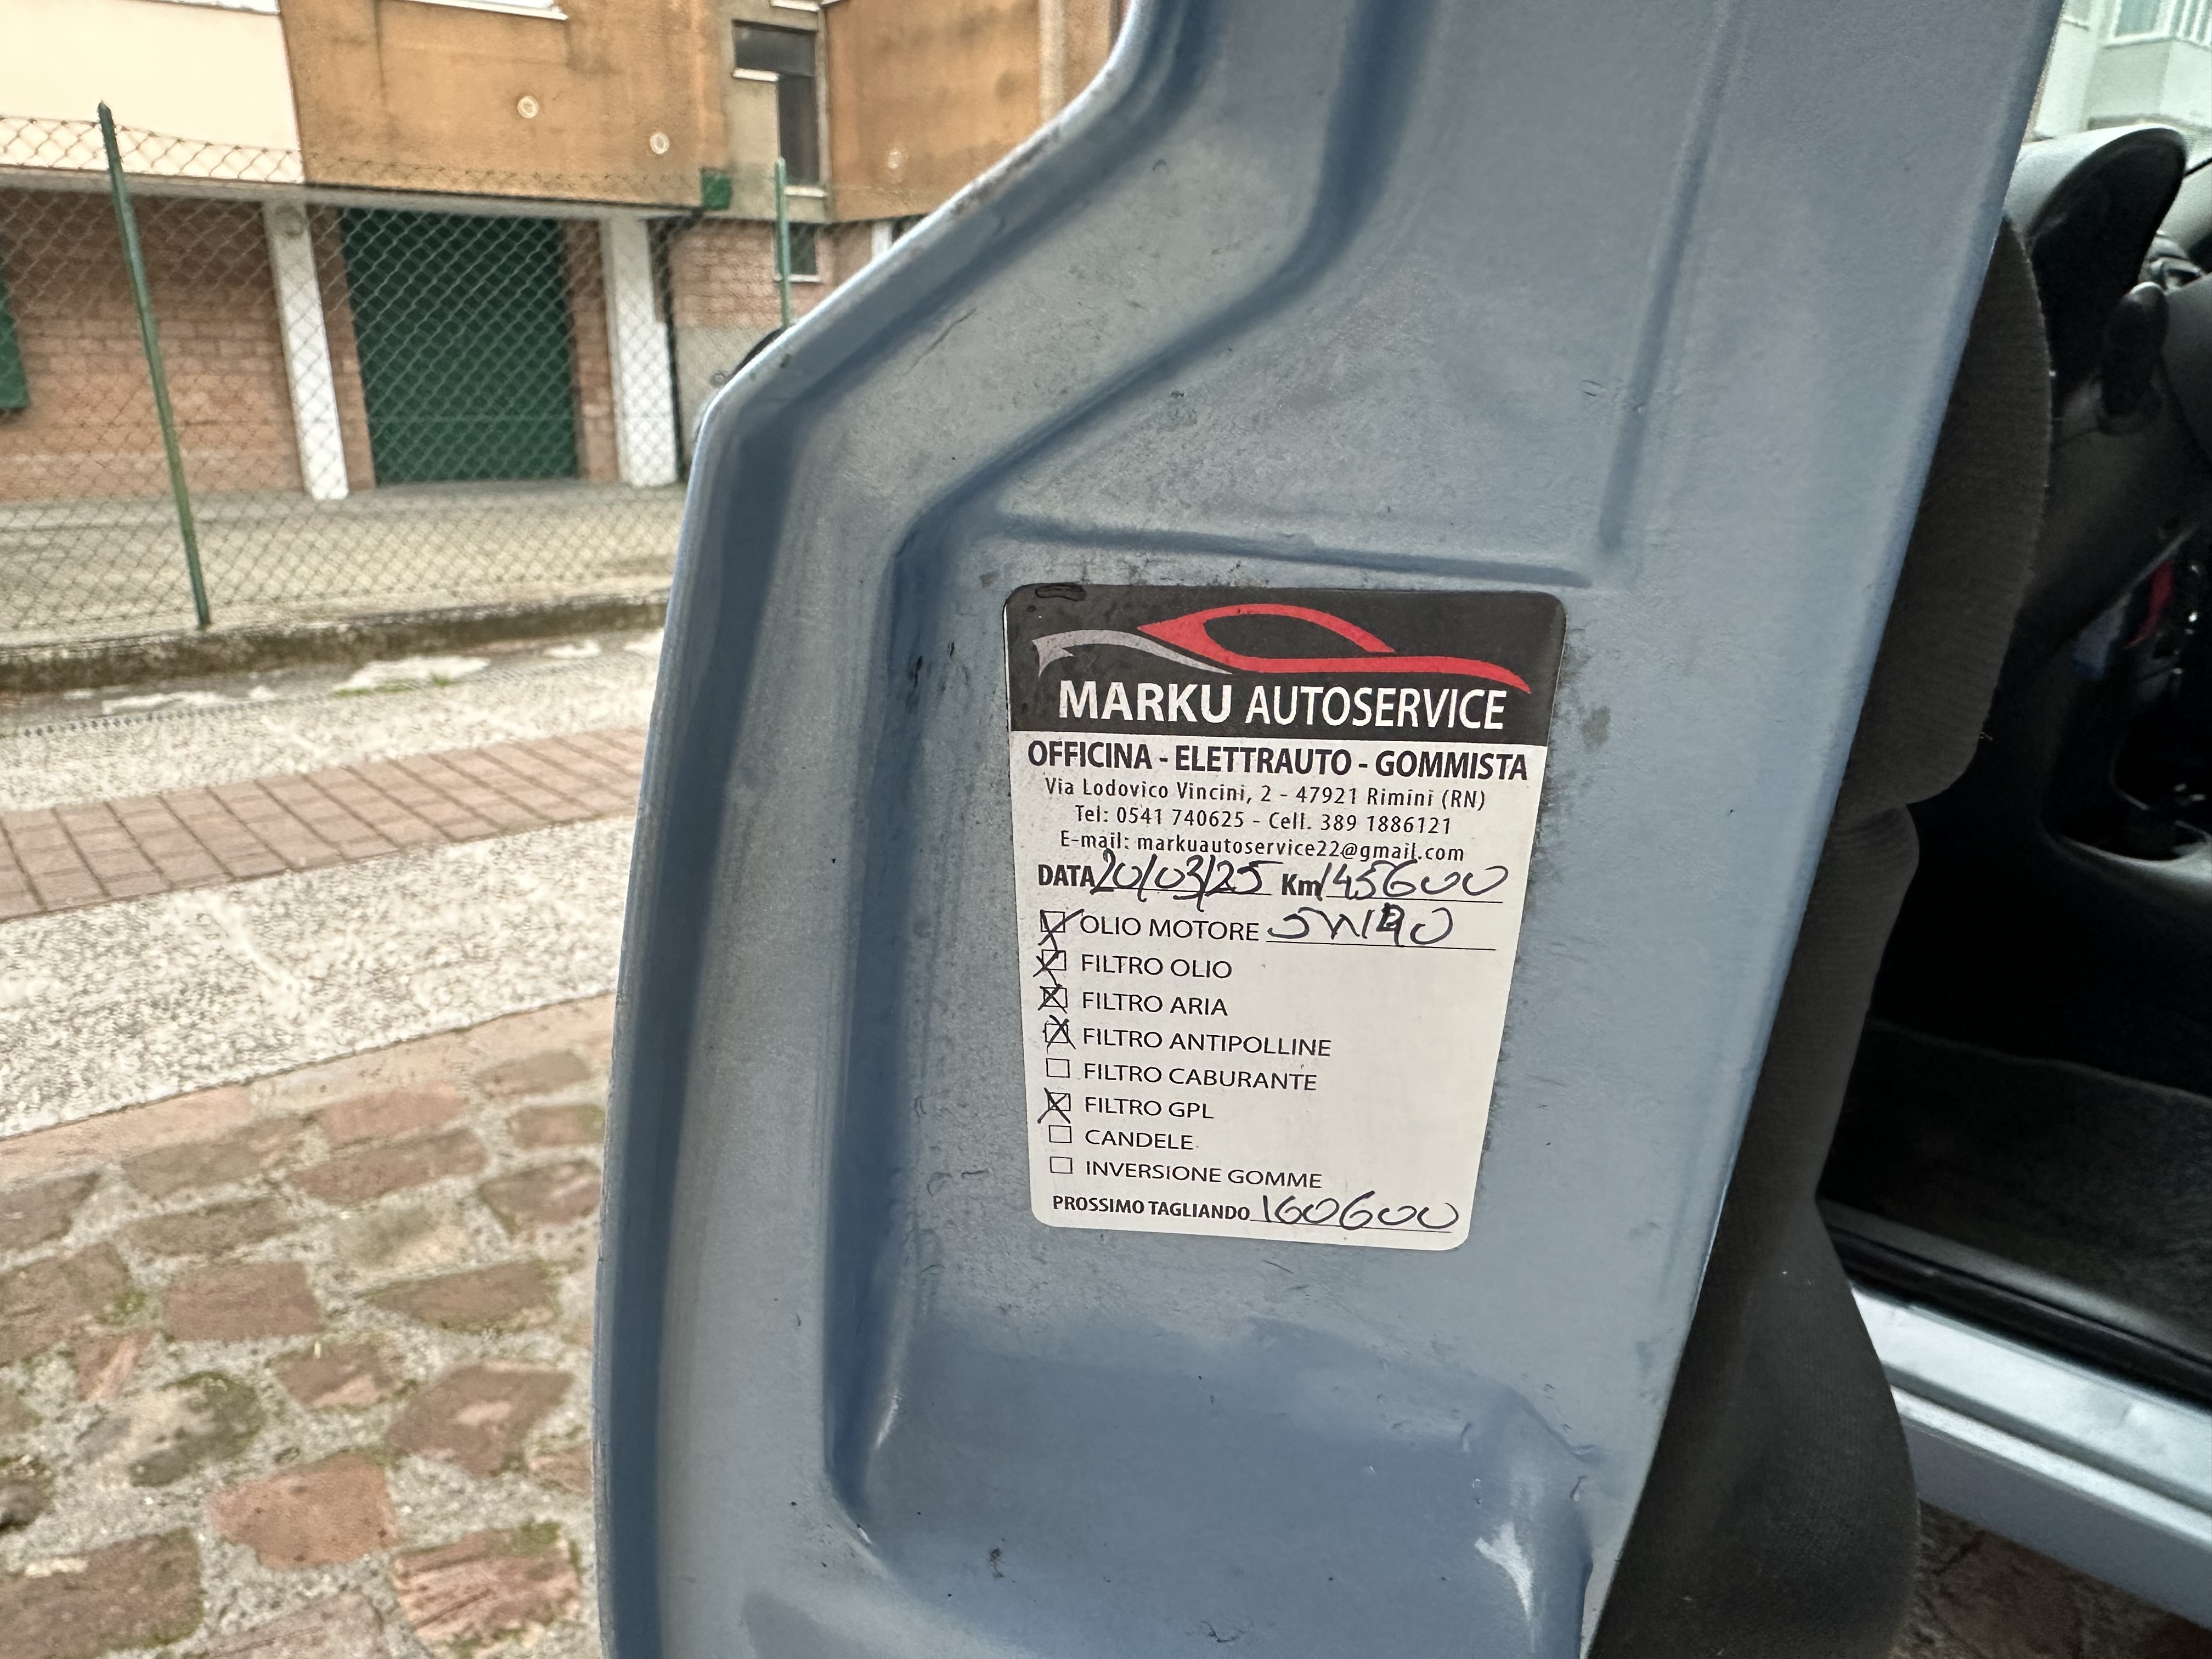 MARKU AUTOSERVICE
OFFICINA - ELETTRAUTO - GOMMISTA
Via Lodovico Vincini, 2 - 47921 Rimini (RN)
Tel: 0541 740625 - Cell. 389 1886121
E-mail: markuautoservice22@gmail.com
DATA 20/03/25 Km 145600
OLIO MOTORE
FILTRO OLIO
FILTRO ARIA
FILTRO ANTIPOLLINE
FILTRO CABURANTE
FILTRO GPL
CANDELE
INVERSIONE GOMME
PROSSIMO TAGLIANDO 160600